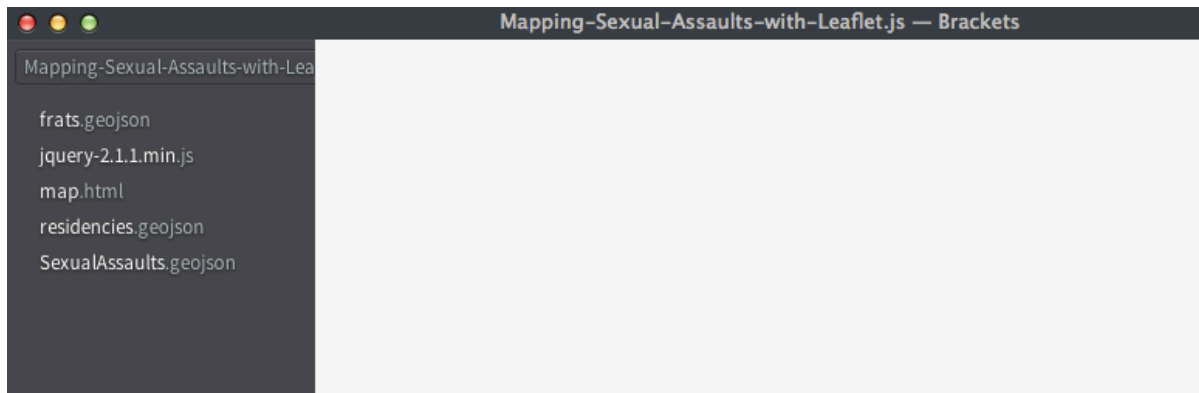 Mapping-Sexual-Assaults-with-Leaflet.js — Brackets
Mapping-Sexual-Assaults-with-Lea
frats.geojson
jquery-2.1.1.min.js
map.html
residencies.geojson
SexualAssaults.geojson